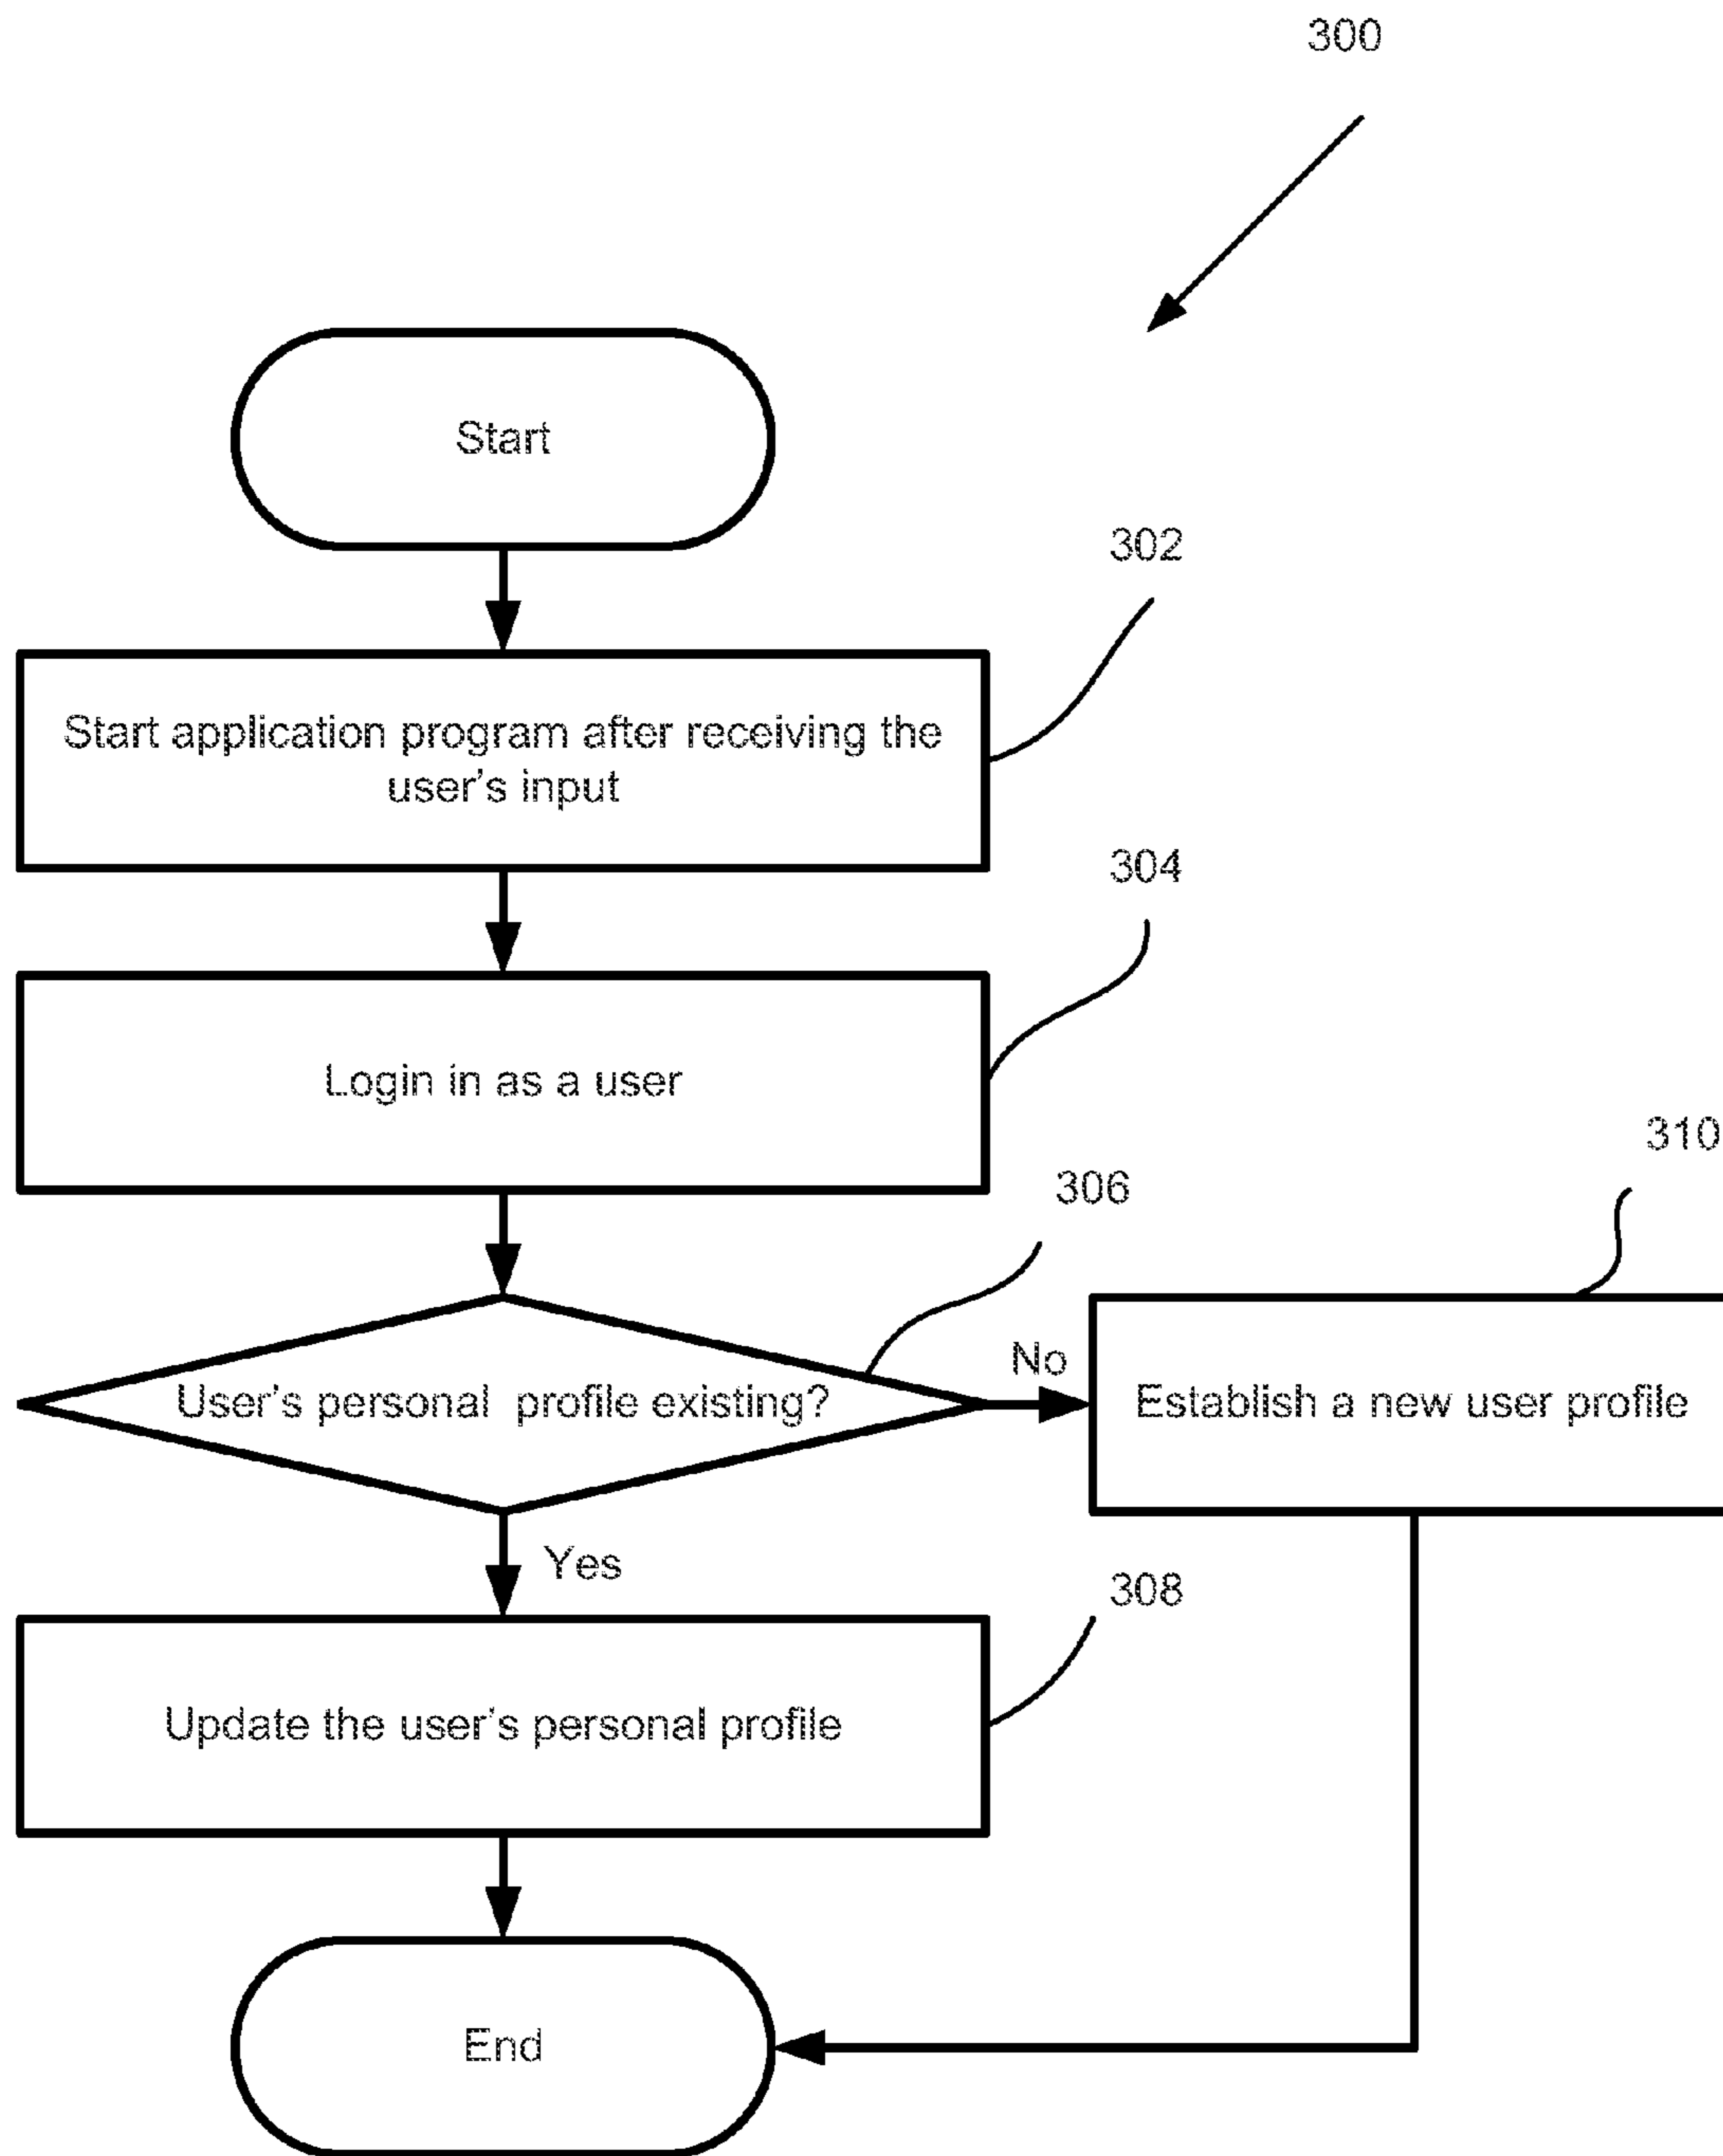 300
Start
302
Start application program after receiving the
user's input
304
Login in as a user
310
306
User's personal profile existing?
No
Establish a new user profile
Yes
308
Update the user's personal profile
End